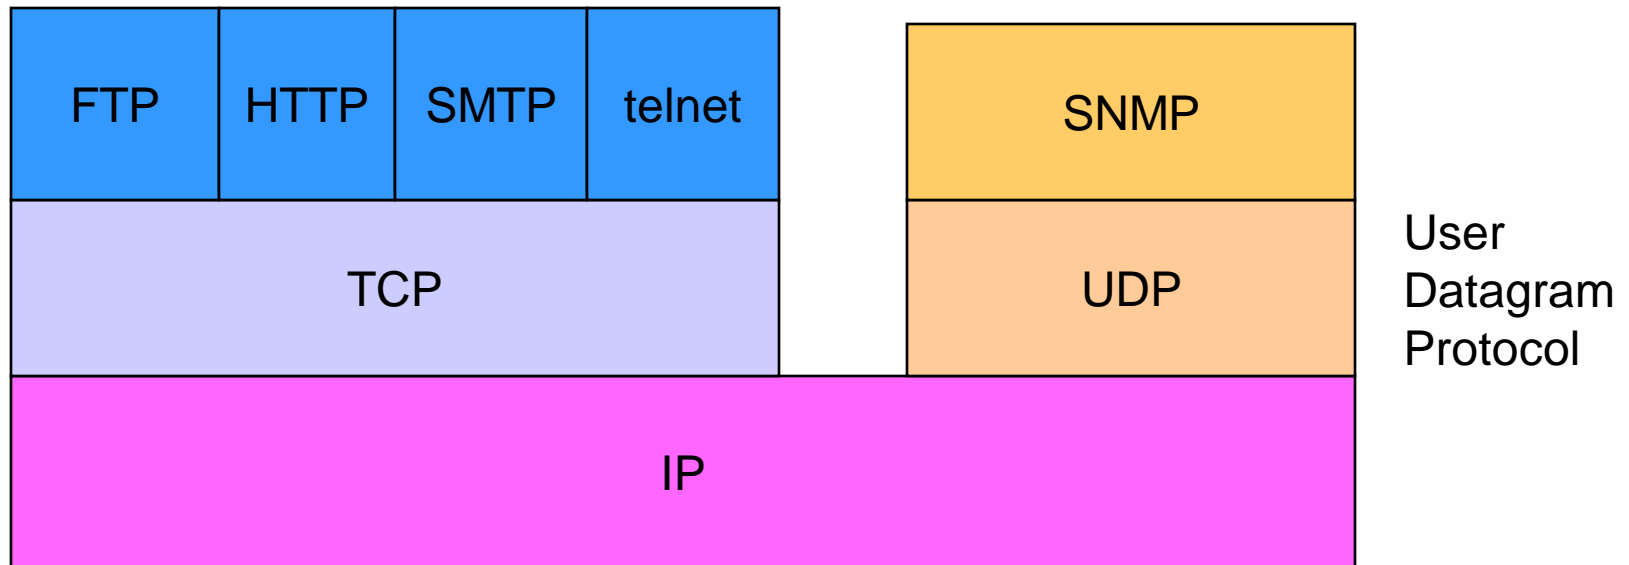 FTP HTTP SMTP telnet
SNMP
TCP
UDP
User
Datagram
Protocol
IP